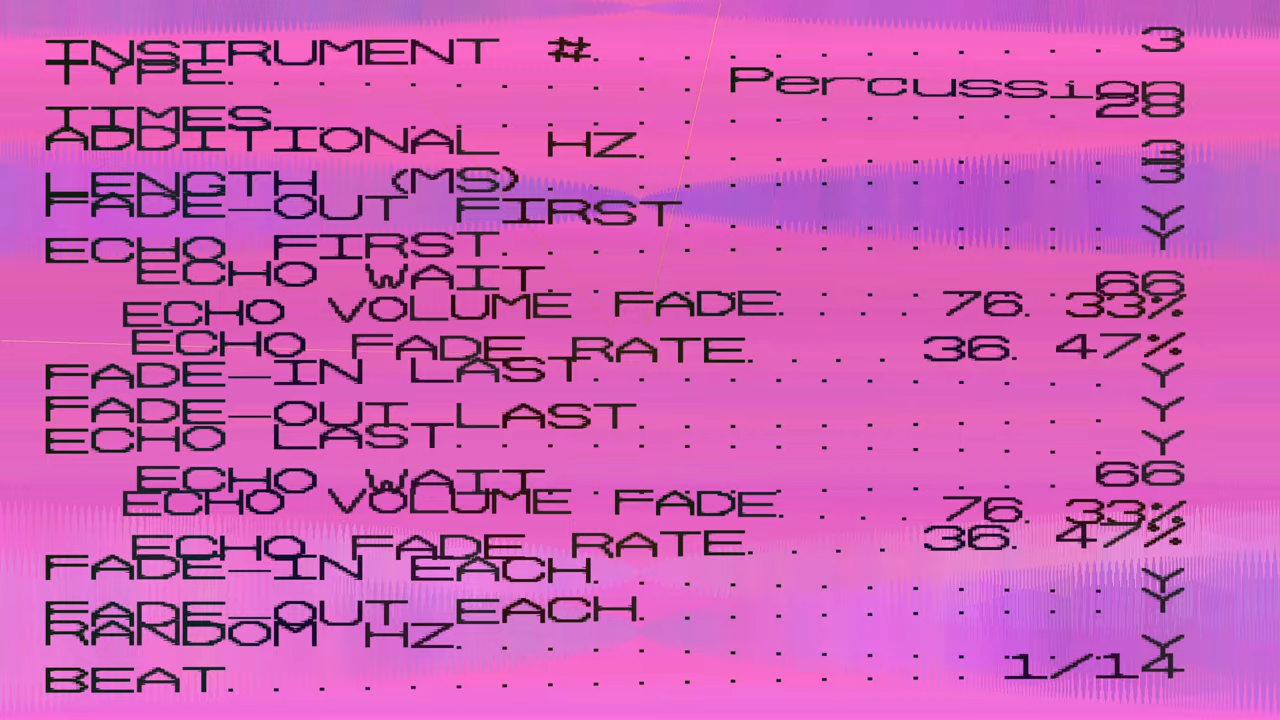 INSTRUMENT #. . . . . . . . . . . . 3
TYPE. . . . . . . . . . . Percussion
TIMES. . . . . . . . . . . . . . . . . . . 28
ADDITIONAL HZ. . . . . . . . . . . 3
LENGTH (MS). . . . . . . . . . . . . . 3
FADE-OUT FIRST. . . . . . . . . . Y
ECHO FIRST. . . . . . . . . . . . . . Y
ECHO WAIT. . . . . . . . . . . . . 66
ECHO VOLUME FADE. . . . 76. 33%
ECHO FADE RATE. . . . . 36. 47%
FADE-IN LAST. . . . . . . . . . . . Y
FADE-OUT LAST. . . . . . . . . . . Y
ECHO LAST. . . . . . . . . . . . . . . Y
ECHO WAIT. . . . . . . . . . . . . 66
ECHO VOLUME FADE. . . . 76. 33%
ECHO FADE RATE. . . . . 36. 47%
FADE-IN EACH. . . . . . . . . . . . Y
FADE-OUT EACH. . . . . . . . . . . Y
RANDOM HZ. . . . . . . . . . . . . . . Y
BEAT. . . . . . . . . . . . . . . . . . 1/14